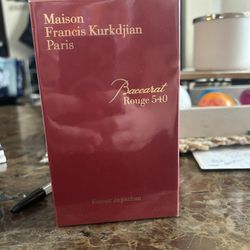 Maison
Francis Kurkdjian
Paris
Baccarat
Rouge 540
Extrait de parfum